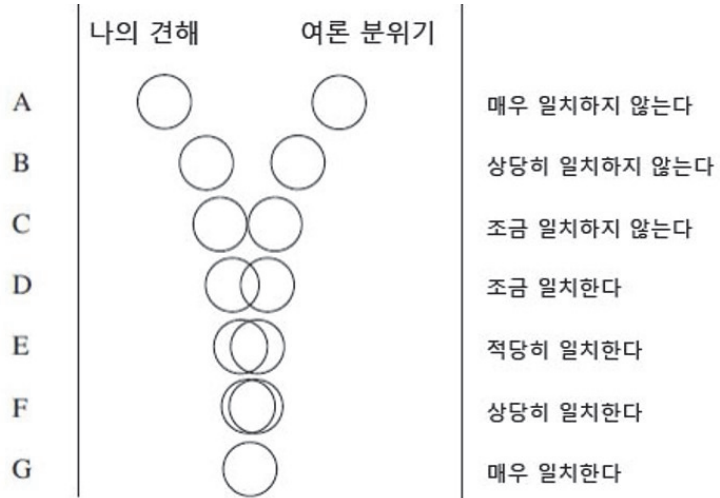 나의 견해 여론 분위기
A 매우 일치하지 않는다
B 상당히 일치하지 않는다
C 조금 일치하지 않는다
D 조금 일치한다
E 적당히 일치한다
F 상당히 일치한다
G 매우 일치한다